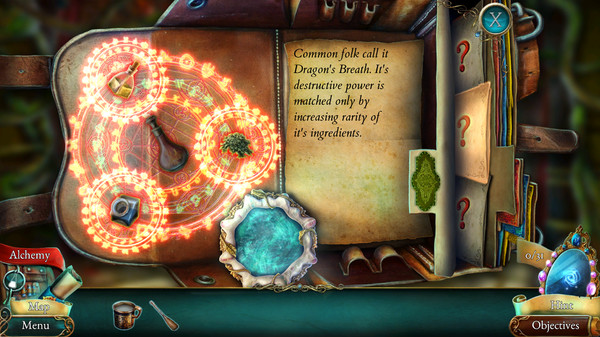 Common folk call it
Dragon's Breath. It's
destructive power is
matched only by
increasing rarity of
it's ingredients.
X
?
?
?
Alchemy
0/31
Map
Hint
Menu
Objectives